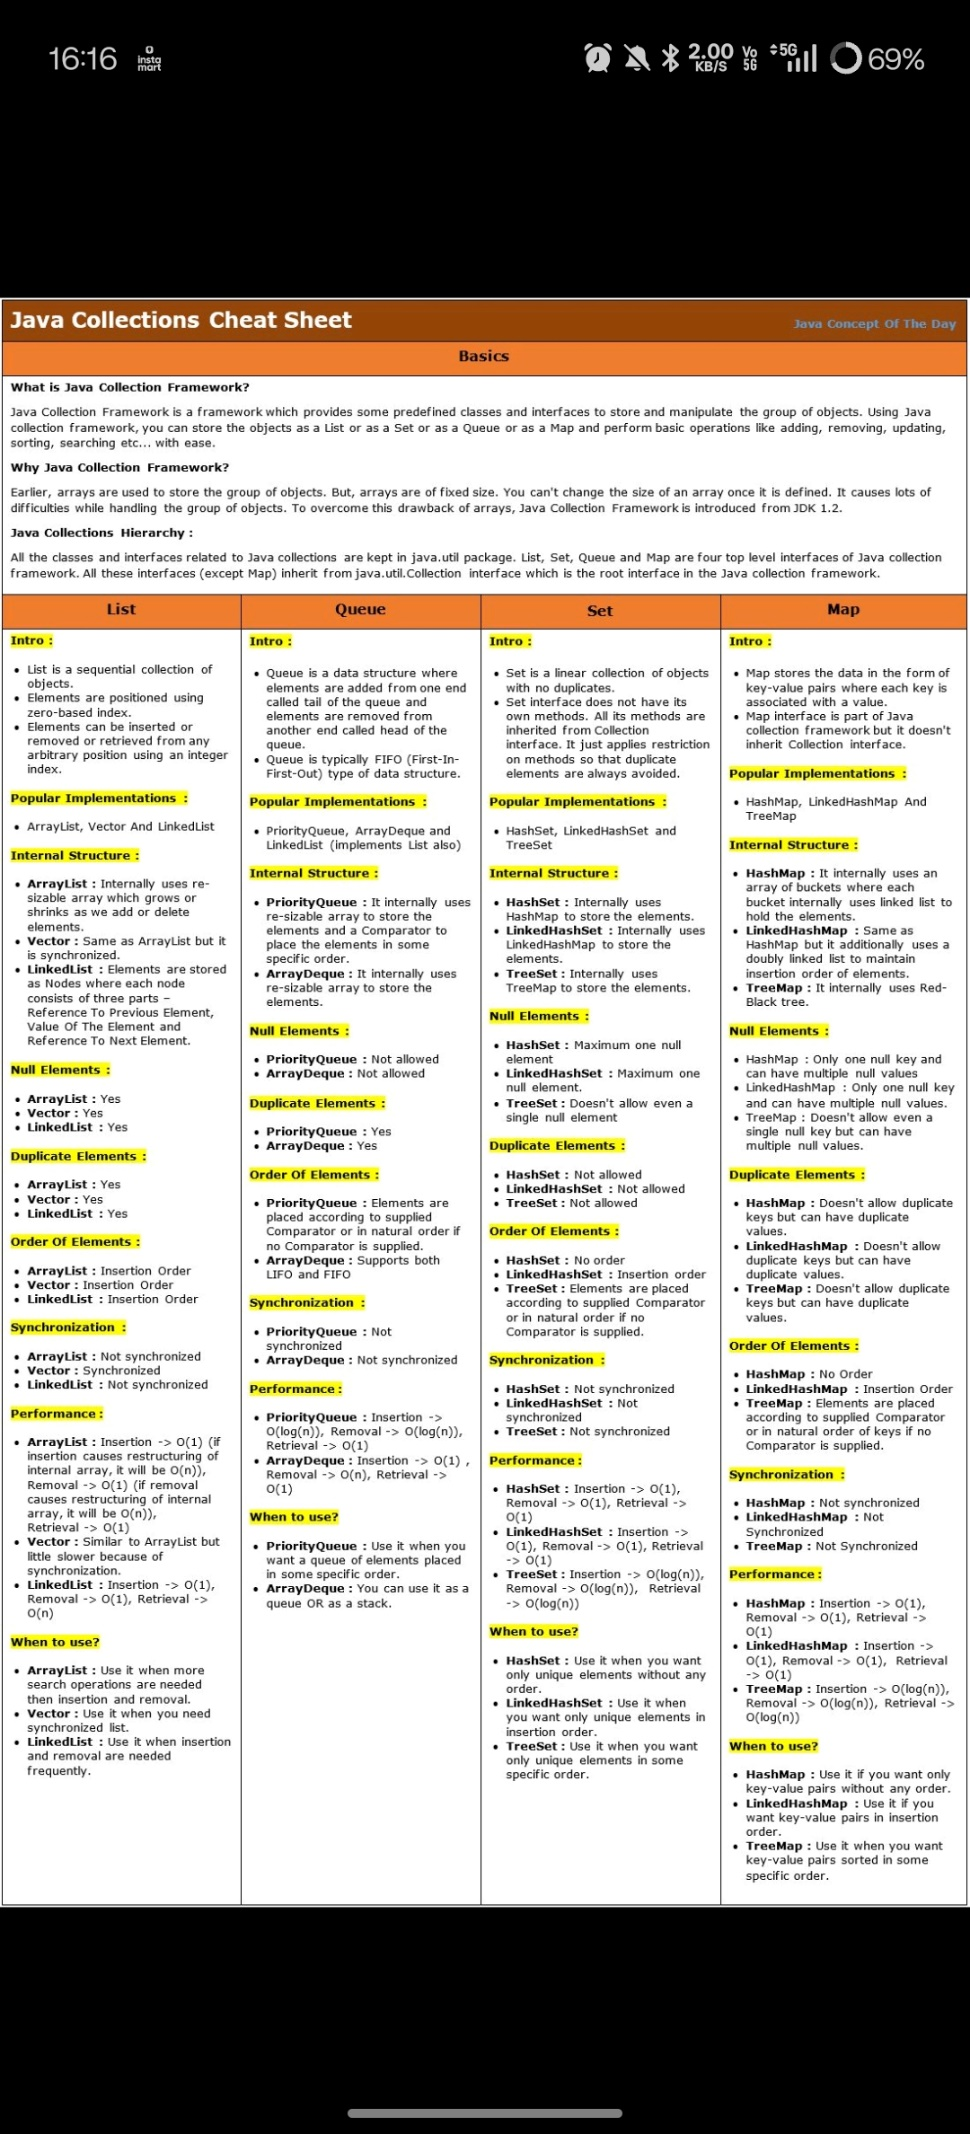 16:16
insta
mart
2.00
KB/S
Vo
5G
5G
69%
Java Collections Cheat Sheet
Java Concept Of The Day
Basics
What is Java Collection Framework?
Java Collection Framework is a framework which provides some predefined classes and interfaces to store and manipulate the group of objects. Using Java
collection framework, you can store the objects as a List or as a Set or as a Queue or as a Map and perform basic operations like adding, removing, updating,
sorting, searching etc... with ease.
Why Java Collection Framework?
Earlier, arrays are used to store the group of objects. But, arrays are of fixed size. You can't change the size of an array once it is defined. It causes lots of
difficulties while handling the group of objects. To overcome this drawback of arrays, Java Collection Framework is introduced from JDK 1.2.
Java Collections Hierarchy :
All the classes and interfaces related to Java collections are kept in java.util package. List, Set, Queue and Map are four top level interfaces of Java collection
framework. All these interfaces (except Map) inherit from java.util.Collection interface which is the root interface in the Java collection framework.
List
Intro :
• List is a sequential collection of
objects.
• Elements are positioned using
zero-based index.
• Elements can be inserted or
removed or retrieved from any
arbitrary position using an integer
index.
Popular Implementations :
• ArrayList, Vector And LinkedList
Internal Structure :
• ArrayList : Internally uses re-
sizable array which grows or
shrinks as we add or delete
elements.
• Vector : Same as ArrayList but it
is synchronized.
• LinkedList : Elements are stored
as Nodes where each node
consists of three parts –
Reference To Previous Element,
Value Of The Element and
Reference To Next Element.
Null Elements :
• ArrayList : Yes
• Vector : Yes
• LinkedList : Yes
Duplicate Elements :
• ArrayList : Yes
• Vector : Yes
• LinkedList : Yes
Order Of Elements :
• ArrayList : Insertion Order
• Vector : Insertion Order
• LinkedList : Insertion Order
Synchronization :
• ArrayList : Not synchronized
• Vector : Synchronized
• LinkedList : Not synchronized
Performance :
• ArrayList : Insertion -> O(1) (if
insertion causes restructuring of
internal array, it will be O(n)),
Removal -> O(1) (if removal
causes restructuring of internal
array, it will be O(n)),
Retrieval -> O(1)
• Vector : Similar to ArrayList but
little slower because of
synchronization.
• LinkedList : Insertion -> O(1),
Removal -> O(1), Retrieval ->
O(n)
When to use?
• ArrayList : Use it when more
search operations are needed
then insertion and removal.
• Vector : Use it when you need
synchronized list.
• LinkedList : Use it when insertion
and removal are needed
frequently.
Queue
Intro :
• Queue is a data structure where
elements are added from one end
called tail of the queue and
elements are removed from
another end called head of the
queue.
• Queue is typically FIFO (First-In-
First-Out) type of data structure.
Popular Implementations :
• PriorityQueue, ArrayDeque and
LinkedList (implements List also)
Internal Structure :
• PriorityQueue : It internally uses
re-sizable array to store the
elements and a Comparator to
place the elements in some
specific order.
• ArrayDeque : It internally uses
re-sizable array to store the
elements.
Null Elements :
• PriorityQueue : Not allowed
• ArrayDeque : Not allowed
Duplicate Elements :
• PriorityQueue : Yes
• ArrayDeque : Yes
Order Of Elements :
• PriorityQueue : Elements are
placed according to supplied
Comparator or in natural order if
no Comparator is supplied.
• ArrayDeque : Supports both
LIFO and FIFO
Synchronization :
• PriorityQueue : Not
synchronized
• ArrayDeque : Not synchronized
Performance :
• PriorityQueue : Insertion ->
O(log(n)), Removal -> O(log(n)),
Retrieval -> O(1)
• ArrayDeque : Insertion -> O(1) ,
Removal -> O(n), Retrieval ->
O(1)
When to use?
• PriorityQueue : Use it when you
want a queue of elements placed
in some specific order.
• ArrayDeque : You can use it as a
queue OR as a stack.
Set
Intro :
• Set is a linear collection of objects
with no duplicates.
• Set interface does not have its
own methods. All its methods are
inherited from Collection
interface. It just applies restriction
on methods so that duplicate
elements are always avoided.
Popular Implementations :
• HashSet, LinkedHashSet and
TreeSet
Internal Structure :
• HashSet : Internally uses
HashMap to store the elements.
• LinkedHashSet : Internally uses
LinkedHashMap to store the
elements.
• TreeSet : Internally uses
TreeMap to store the elements.
Null Elements :
• HashSet : Maximum one null
element
• LinkedHashSet : Maximum one
null element.
• TreeSet : Doesn't allow even a
single null element
Duplicate Elements :
• HashSet : Not allowed
• LinkedHashSet : Not allowed
• TreeSet : Not allowed
Order Of Elements :
• HashSet : No order
• LinkedHashSet : Insertion order
• TreeSet : Elements are placed
according to supplied Comparator
or in natural order if no
Comparator is supplied.
Synchronization :
• HashSet : Not synchronized
• LinkedHashSet : Not
synchronized
• TreeSet : Not synchronized
Performance :
• HashSet : Insertion -> O(1),
Removal -> O(1), Retrieval ->
O(1)
• LinkedHashSet : Insertion ->
O(1), Removal -> O(1), Retrieval
-> O(1)
• TreeSet : Insertion -> O(log(n)),
Removal -> O(log(n)), Retrieval
-> O(log(n))
When to use?
• HashSet : Use it when you want
only unique elements without any
order.
• LinkedHashSet : Use it when
you want only unique elements in
insertion order.
• TreeSet : Use it when you want
only unique elements in some
specific order.
Map
Intro :
• Map stores the data in the form of
key-value pairs where each key is
associated with a value.
• Map interface is part of Java
collection framework but it doesn't
inherit Collection interface.
Popular Implementations :
• HashMap, LinkedHashMap And
TreeMap
Internal Structure :
• HashMap : It internally uses an
array of buckets where each
bucket internally uses linked list to
hold the elements.
• LinkedHashMap : Same as
HashMap but it additionally uses a
doubly linked list to maintain
insertion order of elements.
• TreeMap : It internally uses Red-
Black tree.
Null Elements :
• HashMap : Only one null key and
can have multiple null values
• LinkedHashMap : Only one null key
and can have multiple null values.
• TreeMap : Doesn't allow even a
single null key but can have
multiple null values.
Duplicate Elements :
• HashMap : Doesn't allow duplicate
keys but can have duplicate
values.
• LinkedHashMap : Doesn't allow
duplicate keys but can have
duplicate values.
• TreeMap : Doesn't allow duplicate
keys but can have duplicate
values.
Order Of Elements :
• HashMap : No Order
• LinkedHashMap : Insertion Order
• TreeMap : Elements are placed
according to supplied Comparator
or in natural order of keys if no
Comparator is supplied.
Synchronization :
• HashMap : Not synchronized
• LinkedHashMap : Not
Synchronized
• TreeMap : Not Synchronized
Performance :
• HashMap : Insertion -> O(1),
Removal -> O(1), Retrieval ->
O(1)
• LinkedHashMap : Insertion ->
O(1), Removal -> O(1), Retrieval
-> O(1)
• TreeMap : Insertion -> O(log(n)),
Removal -> O(log(n)), Retrieval ->
O(log(n))
When to use?
• HashMap : Use it if you want only
key-value pairs without any order.
• LinkedHashMap : Use it if you
want key-value pairs in insertion
order.
• TreeMap : Use it when you want
key-value pairs sorted in some
specific order.